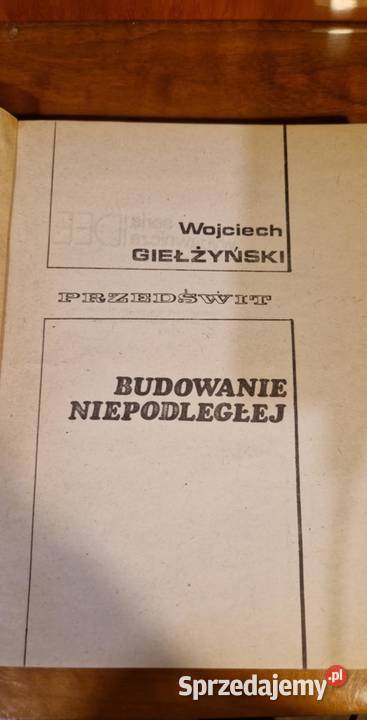 Wojciech
GIEŁŻYŃSKI
PRZEDŚWIT
BUDOWANIE
NIEPODLEGŁEJ
Sprzedajemy.pl